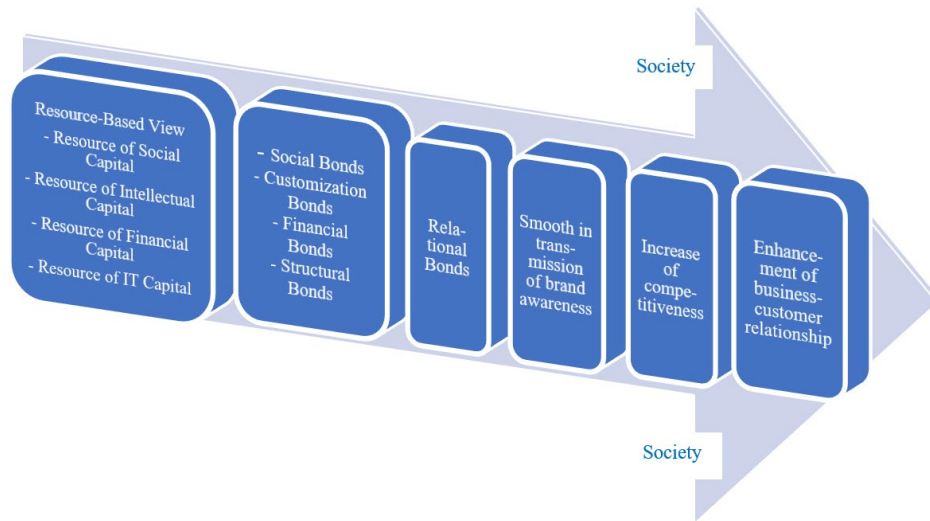 Society
Resource-Based View
- Resource of Social
Capital
- Resource of Intellectual
Capital
- Resource of Financial
Capital
- Resource of IT Capital
- Social Bonds
- Customization
Bonds
- Financial
Bonds
- Structural
Bonds
Rela-
tional
Bonds
Smooth in
trans-
mission
of brand
awareness
Increase
of
compe-
titiveness
Enhance-
ment of
business-
customer
relationship
Society